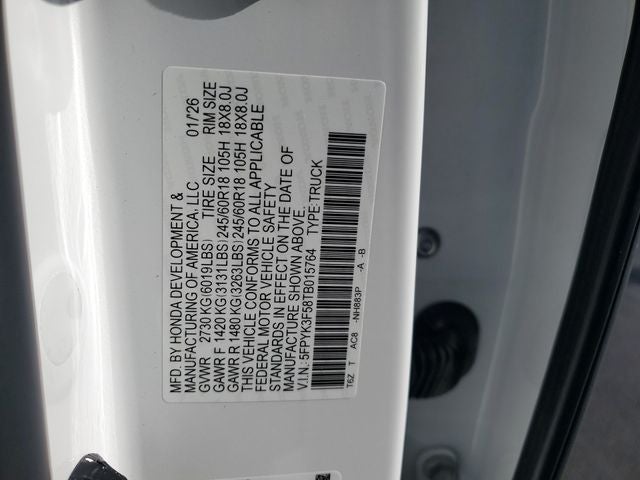 MFD. BY HONDA DEVELOPMENT &
MANUFACTURING OF AMERICA, LLC 01/'26
GVWR 2730 KG(6019LBS) TIRE SIZE RIM SIZE
GAWR F 1420 KG(3131LBS) 245/60R18 105H 18X8.0J
GAWR R 1480 KG(3263LBS) 245/60R18 105H 18X8.0J
THIS VEHICLE CONFORMS TO ALL APPLICABLE
FEDERAL MOTOR VEHICLE SAFETY
STANDARDS IN EFFECT ON THE DATE OF
MANUFACTURE SHOWN ABOVE.
V.I.N.: 5FPYK3F58TB015764 TYPE:TRUCK
T6Z T AC8 -NH883P -A -B